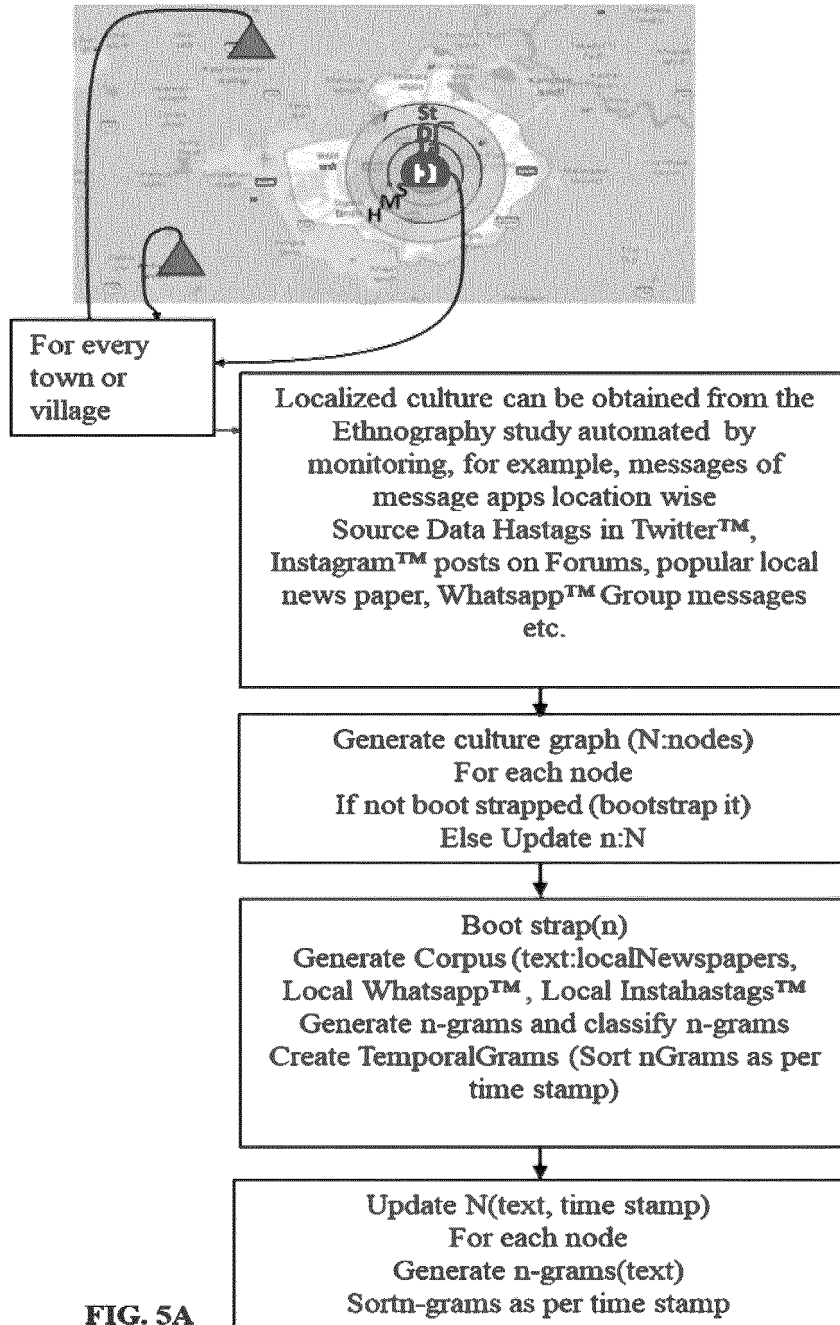 St
H M S
For every
town or
village
Localized culture can be obtained from the
Ethnography study automated by
monitoring, for example, messages of
message apps location wise
Source Data Hastags in Twitter™,
Instagram™ posts on Forums, popular local
news paper, Whatsapp™ Group messages
etc.
Generate culture graph (N:nodes)
For each node
If not boot strapped (bootstrap it)
Else Update n:N
Boot strap(n)
Generate Corpus (text:localNewspapers,
Local Whatsapp™ , Local Instahastags™
Generate n-grams and classify n-grams
Create TemporalGrams (Sort nGrams as per
time stamp)
Update N(text, time stamp)
For each node
Generate n-grams(text)
Sortn-grams as per time stamp
FIG. 5A